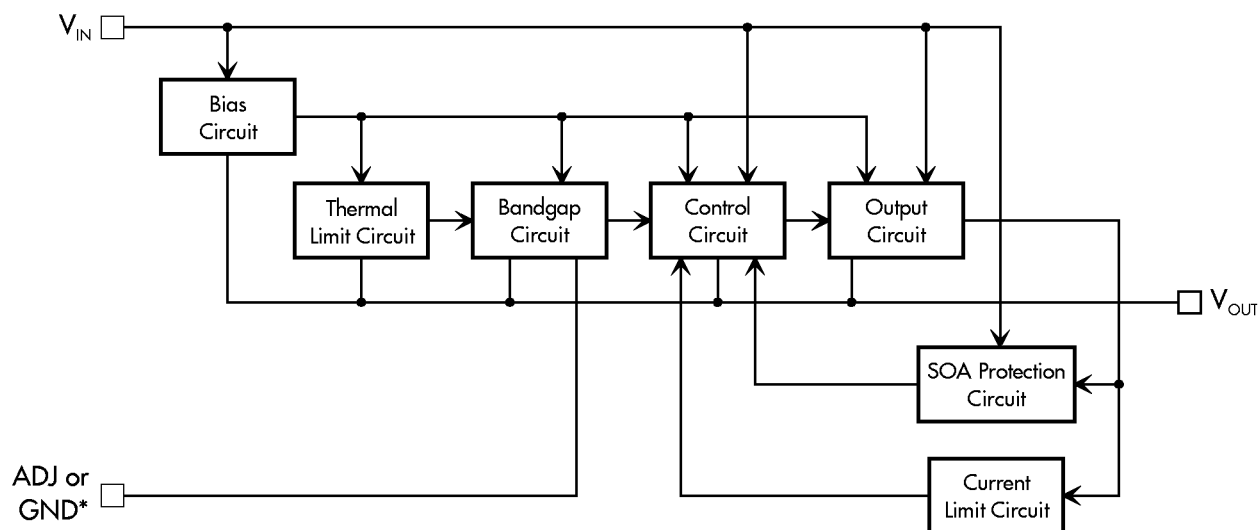 V_IN
Bias
Circuit
Thermal
Limit Circuit
Bandgap
Circuit
Control
Circuit
Output
Circuit
V_OUT
SOA Protection
Circuit
ADJ or
GND*
Current
Limit Circuit